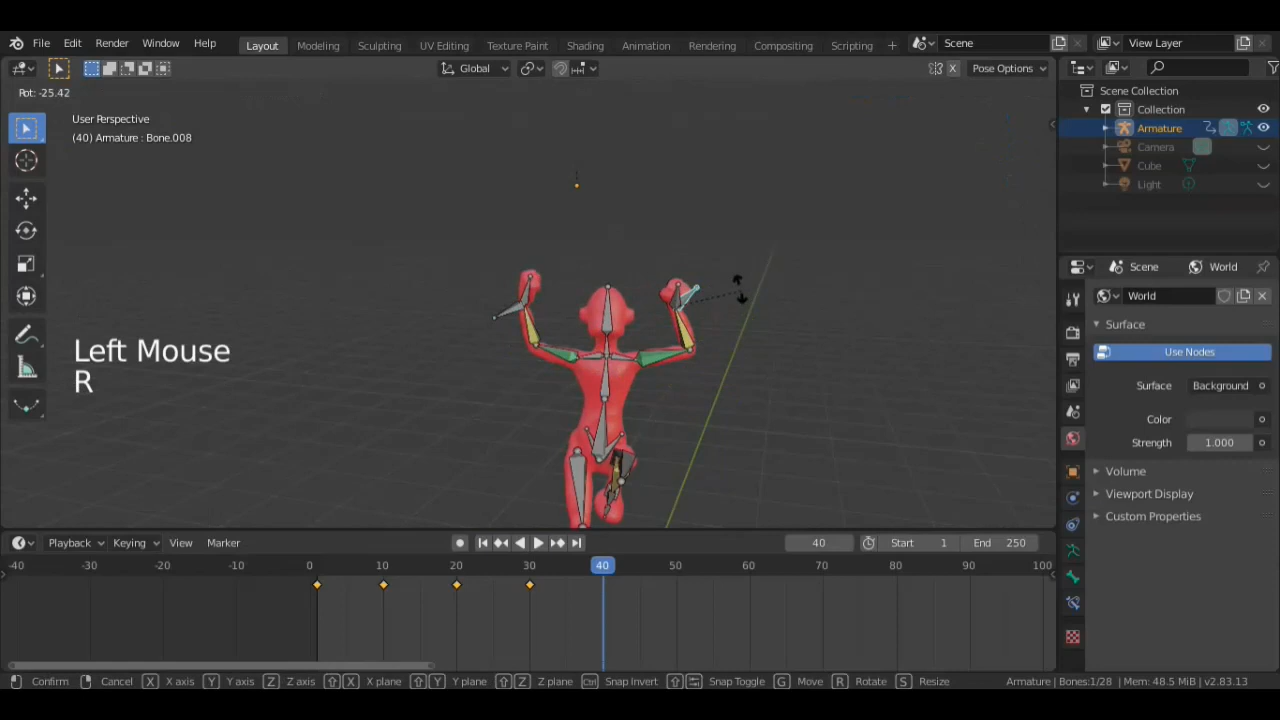 File Edit Render Window Help Layout Modeling Sculpting UV Editing Texture Paint Shading Animation Rendering Compositing Scripting + Scene View Layer
Global X Pose Options
Rot: -25.42
User Perspective
(40) Armature : Bone.008
Scene Collection
Collection
Armature
Camera
Cube
Light
Scene World
World
Surface
Use Nodes
Surface Background
Color
Strength 1.000
Volume
Viewport Display
Custom Properties
Left Mouse
R
Playback Keying View Marker 40 Start 1 End 250
-40 -30 -20 -10 0 10 20 30 40 50 60 70 80 90 100
Confirm Cancel X X axis Y Y axis Z Z axis X X plane Y Y plane Z Z plane Ctrl Snap Invert Snap Toggle G Move R Rotate S Resize Armature | Bones:1/28 | Mem: 48.5 MiB | v2.83.13